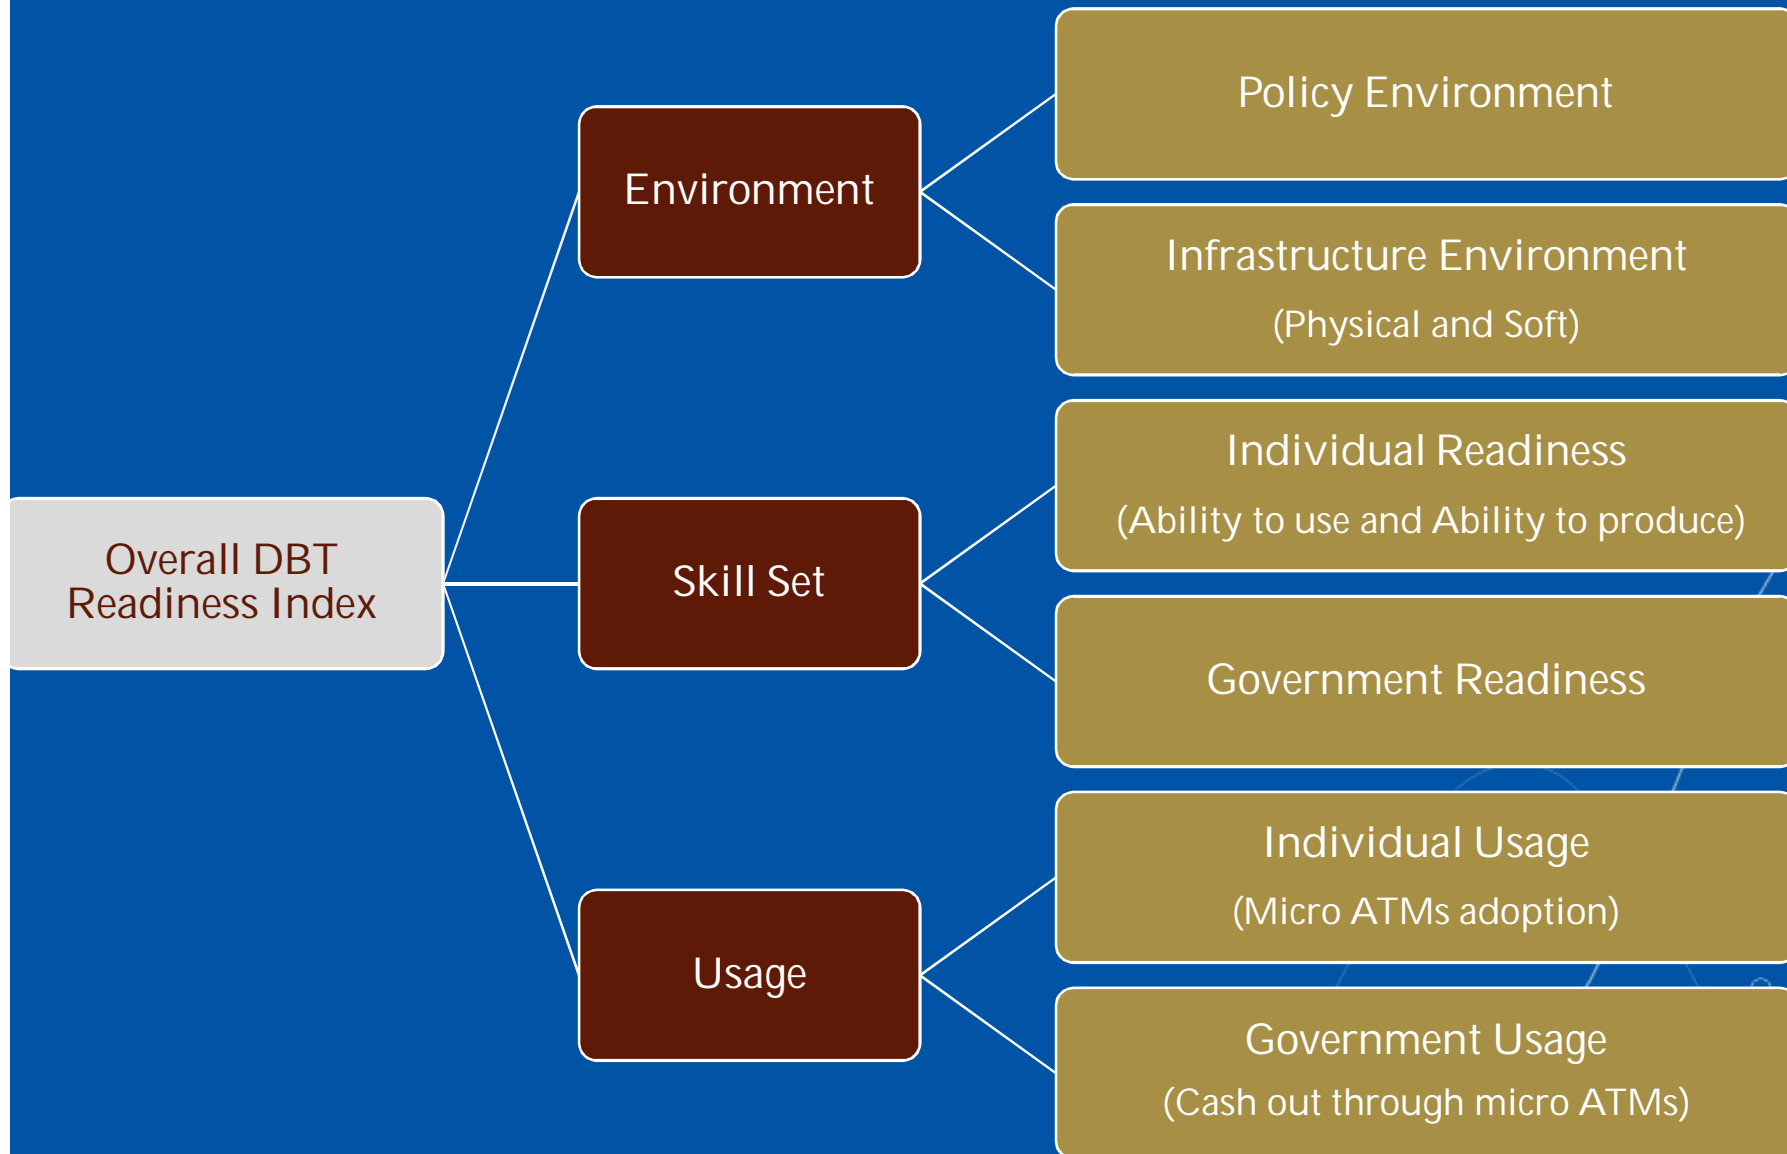 Overall DBT
Readiness Index
Environment
Policy Environment
Infrastructure Environment
(Physical and Soft)
Skill Set
Individual Readiness
(Ability to use and Ability to produce)
Government Readiness
Usage
Individual Usage
(Micro ATMs adoption)
Government Usage
(Cash out through micro ATMs)